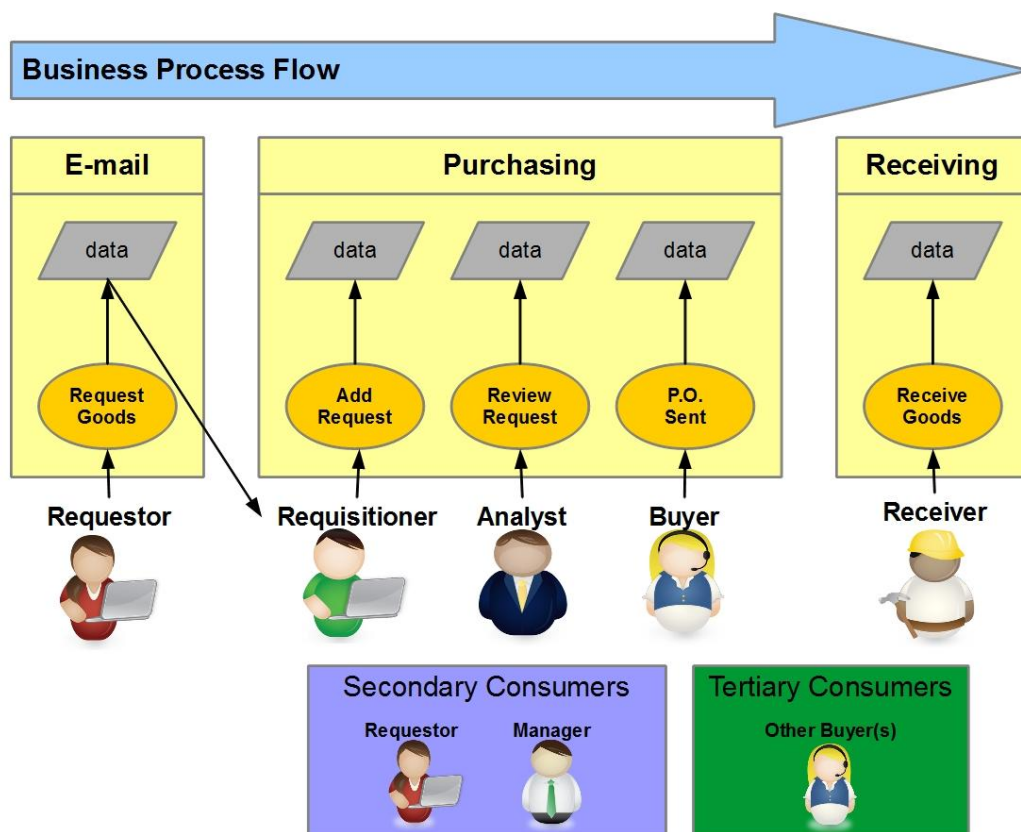 Business Process Flow
E-mail
Purchasing
Receiving
data
data
data
data
data
Request
Goods
Add
Request
Review
Request
P.O.
Sent
Receive
Goods
Requestor
Requisitioner
Analyst
Buyer
Receiver
Secondary Consumers
Requestor
Manager
Tertiary Consumers
Other Buyer(s)